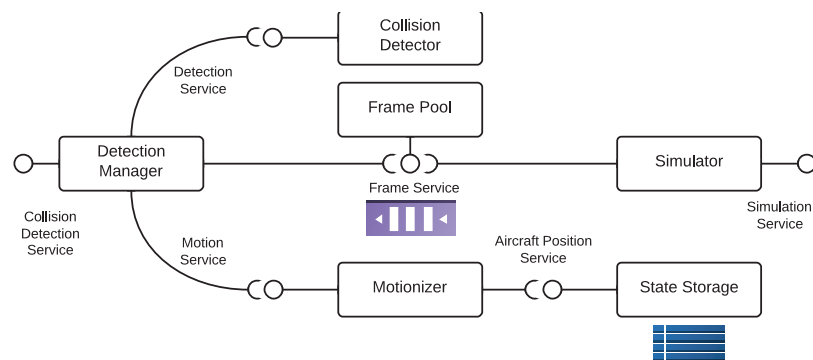 Collision
Detector
Detection
Service
Frame Pool
Detection
Manager
Simulator
Frame Service
Collision
Detection
Service
Simulation
Service
Motion
Service
Aircraft Position
Service
Motionizer
State Storage